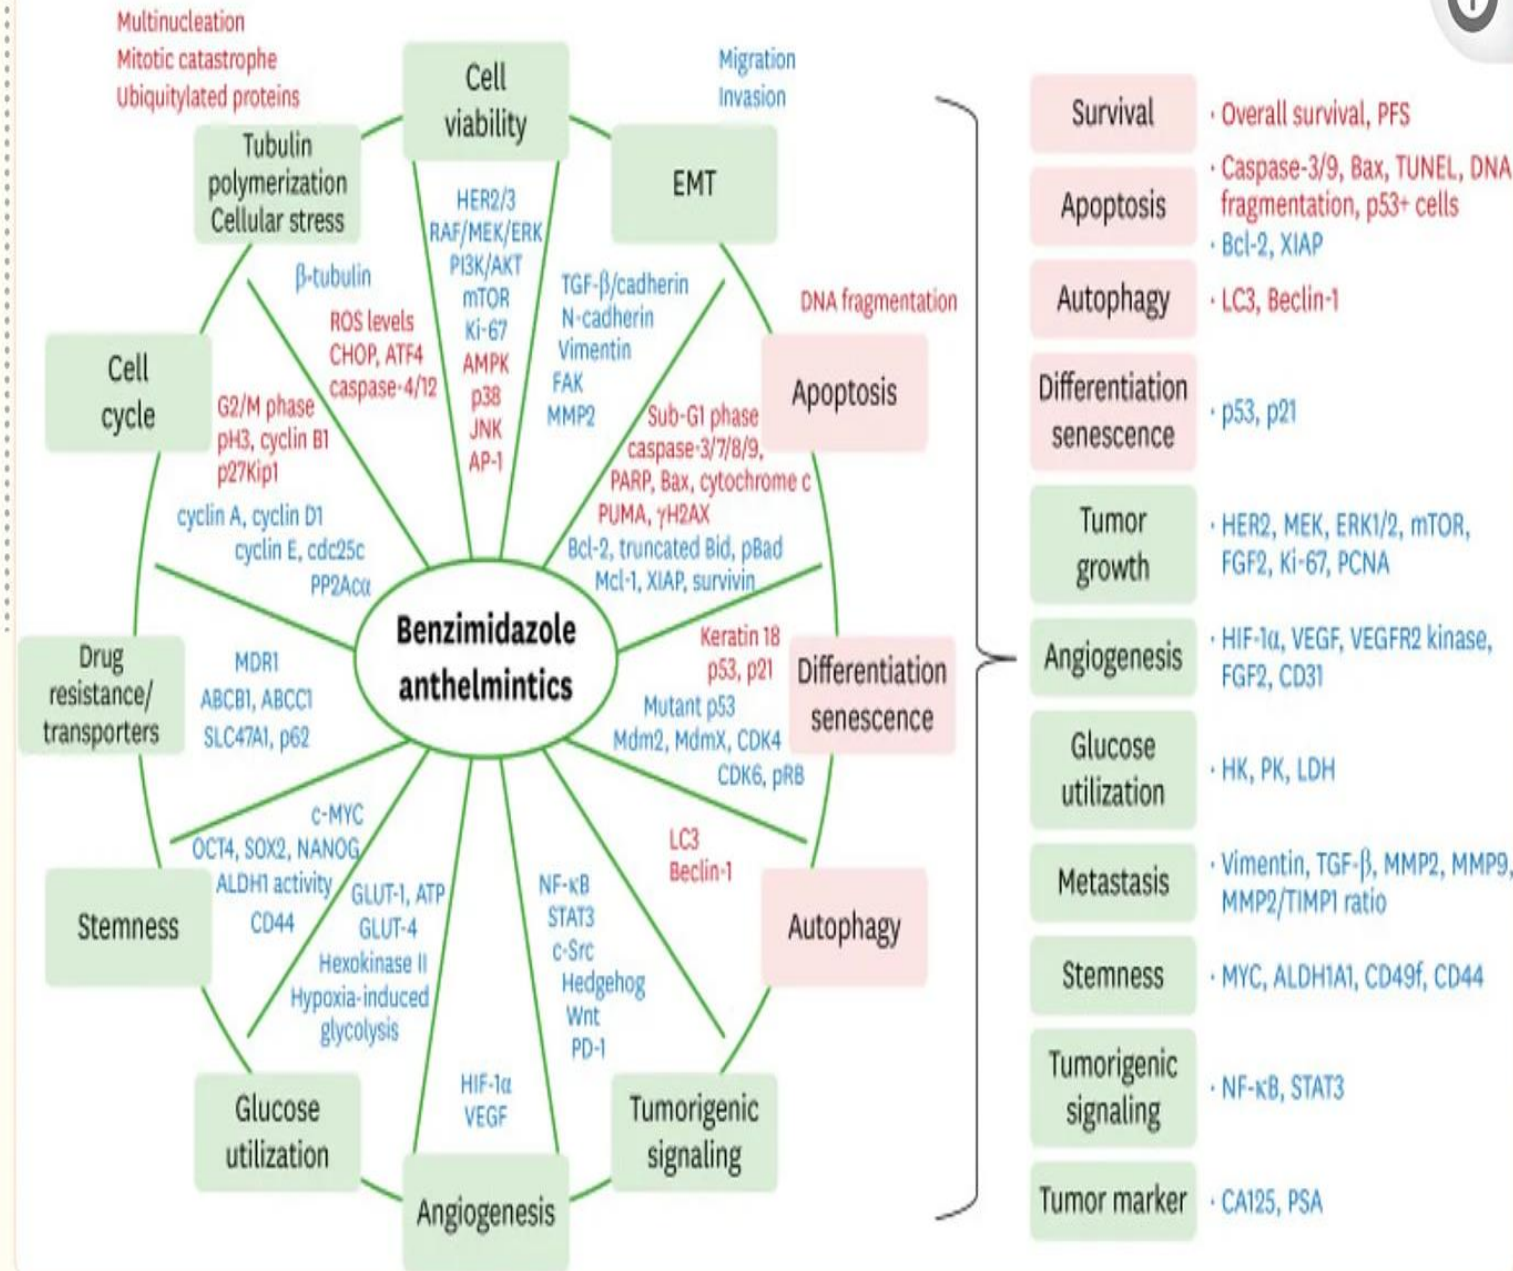 Multinucleation
Mitotic catastrophe
Ubiquitylated proteins
Cell
viability
Migration
Invasion
Tubulin
polymerization
Cellular stress
EMT
HER2/3
RAF/MEK/ERK
PI3K/AKT
mTOR
Ki-67
AMPK
p38
JNK
AP-1
β-tubulin
ROS levels
CHOP, ATF4
caspase-4/12
TGF-β/cadherin
N-cadherin
Vimentin
FAK
MMP2
DNA fragmentation
Cell
cycle
G2/M phase
pH3, cyclin B1
p27Kip1
cyclin A, cyclin D1
cyclin E, cdc25c
PP2Acα
Apoptosis
Sub-G1 phase
caspase-3/7/8/9,
PARP, Bax, cytochrome c
PUMA, γH2AX
Bcl-2, truncated Bid, pBad
Mcl-1, XIAP, survivin
Benzimidazole
anthelmintics
Drug
resistance/
transporters
MDR1
ABCB1, ABCC1
SLC47A1, p62
Keratin 18
p53, p21
Mutant p53
Mdm2, MdmX, CDK4
CDK6, pRB
Differentiation
senescence
c-MYC
OCT4, SOX2, NANOG
ALDH1 activity
CD44
Stemness
GLUT-1, ATP
GLUT-4
Hexokinase II
Hypoxia-induced
glycolysis
NF-κB
STAT3
c-Src
Hedgehog
Wnt
PD-1
LC3
Beclin-1
Autophagy
Glucose
utilization
HIF-1α
VEGF
Angiogenesis
Tumorigenic
signaling
Survival
· Overall survival, PFS
Apoptosis
· Caspase-3/9, Bax, TUNEL, DNA
fragmentation, p53+ cells
· Bcl-2, XIAP
Autophagy
· LC3, Beclin-1
Differentiation
senescence
· p53, p21
Tumor
growth
· HER2, MEK, ERK1/2, mTOR,
FGF2, Ki-67, PCNA
Angiogenesis
· HIF-1α, VEGF, VEGFR2 kinase,
FGF2, CD31
Glucose
utilization
· HK, PK, LDH
Metastasis
· Vimentin, TGF-β, MMP2, MMP9,
MMP2/TIMP1 ratio
Stemness
· MYC, ALDH1A1, CD49f, CD44
Tumorigenic
signaling
· NF-κB, STAT3
Tumor marker
· CA125, PSA